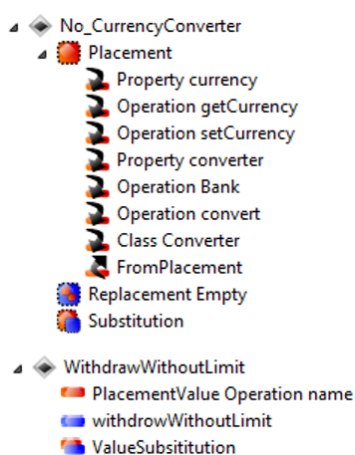 No_CurrencyConverter
Placement
Property currency
Operation getCurrency
Operation setCurrency
Property converter
Operation Bank
Operation convert
Class Converter
FromPlacement
Replacement Empty
Substitution
WithdrawWithoutLimit
PlacementValue Operation name
withdrowWithoutLimit
ValueSubsititution